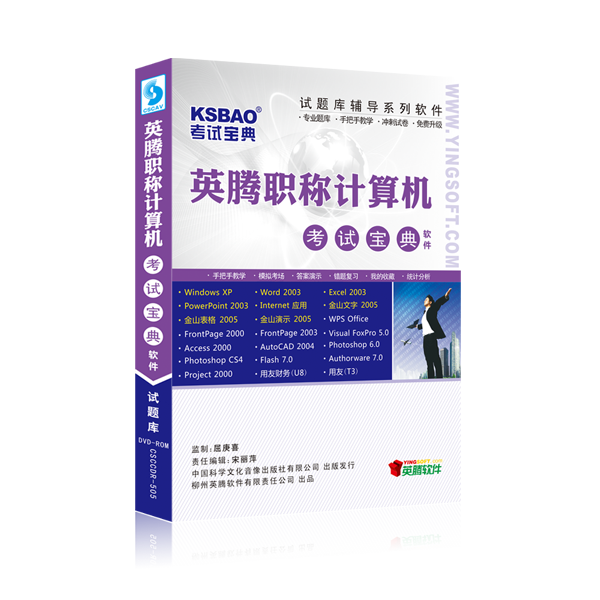 CSCAV
英腾职称计算机
考试宝典
软件
试题库
DVD-ROM
CSCCDR-505
KSBAO®
考试宝典
试题库辅导系列软件
·专业题库 ·手把手教学 ·冲刺试卷 ·免费升级
WWW.YINGSOFT.COM
英腾职称计算机
考试宝典
软件
·手把手教学 ·模拟考场 ·答案演示 ·错题复习 ·我的收藏 ·统计分析
• Windows XP • Word 2003 • Excel 2003
• PowerPoint 2003 • Internet 应用 • 金山文字 2005
• 金山表格 2005 • 金山演示 2005 • WPS Office
• FrontPage 2000 • FrontPage 2003 • Visual FoxPro 5.0
• Access 2000 • AutoCAD 2004 • Photoshop 6.0
• Photoshop CS4 • Flash 7.0 • Authorware 7.0
• Project 2000 • 用友财务(U8) • 用友(T3)
监制:屈庚喜
责任编辑:宋丽萍
中国科学文化音像出版社有限公司 出版发行
柳州英腾软件有限责任公司 出品
YINGSOFT.COM
英腾软件